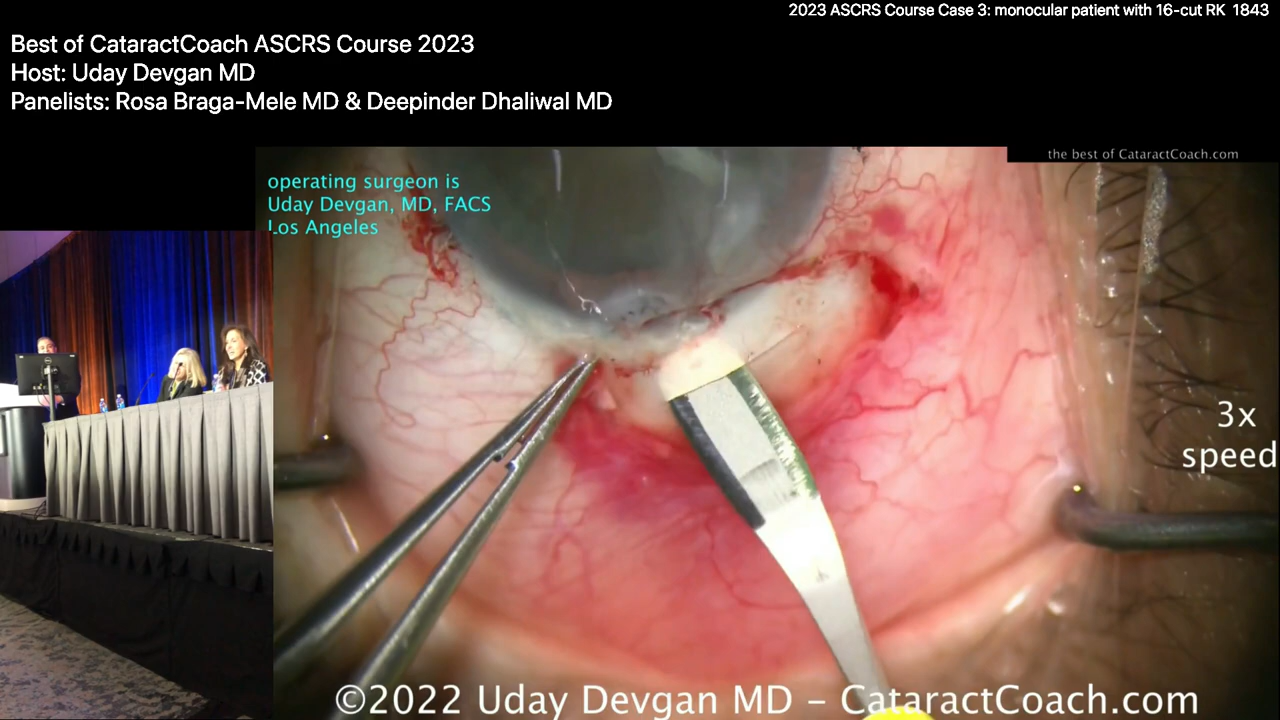 2023 ASCRS Course Case 3: monocular patient with 16-cut RK 1843
Best of CataractCoach ASCRS Course 2023
Host: Uday Devgan MD
Panelists: Rosa Braga-Mele MD & Deepinder Dhaliwal MD
the best of CataractCoach.com
operating surgeon is
Uday Devgan, MD, FACS
Los Angeles
3x
speed
©2022 Uday Devgan MD – CataractCoach.com